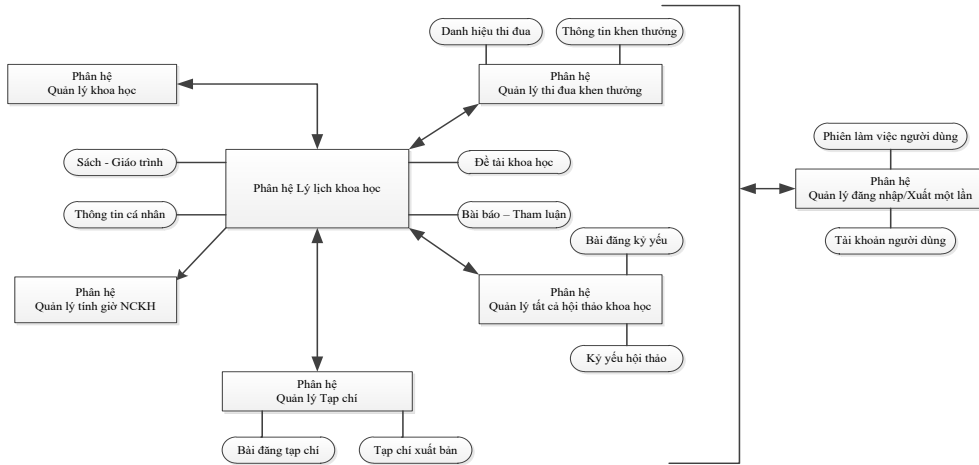 Danh hiệu thi đua
Thông tin khen thưởng
Phân hệ
Quản lý khoa học
Phân hệ
Quản lý thi đua khen thưởng
Phiên làm việc người dùng
Sách - Giáo trình
Phân hệ Lý lịch khoa học
Đề tài khoa học
Phân hệ
Quản lý đăng nhập/Xuất một lần
Thông tin cá nhân
Bài báo – Tham luận
Tài khoản người dùng
Bài đăng kỷ yếu
Phân hệ
Quản lý tính giờ NCKH
Phân hệ
Quản lý tất cả hội thảo khoa học
Kỷ yếu hội thảo
Phân hệ
Quản lý Tạp chí
Bài đăng tạp chí
Tạp chí xuất bản